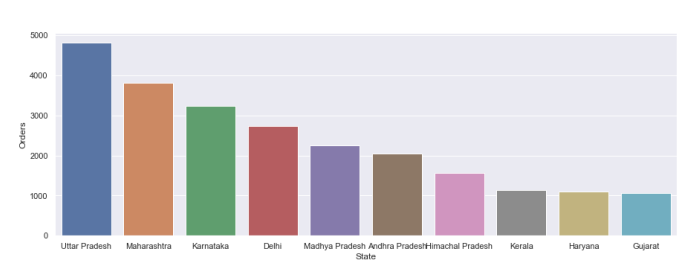 5000
4000
3000
2000
1000
0
Orders
Uttar Pradesh Maharashtra Karnataka Delhi Madhya Pradesh Andhra Pradesh Himachal Pradesh Kerala Haryana Gujarat
State